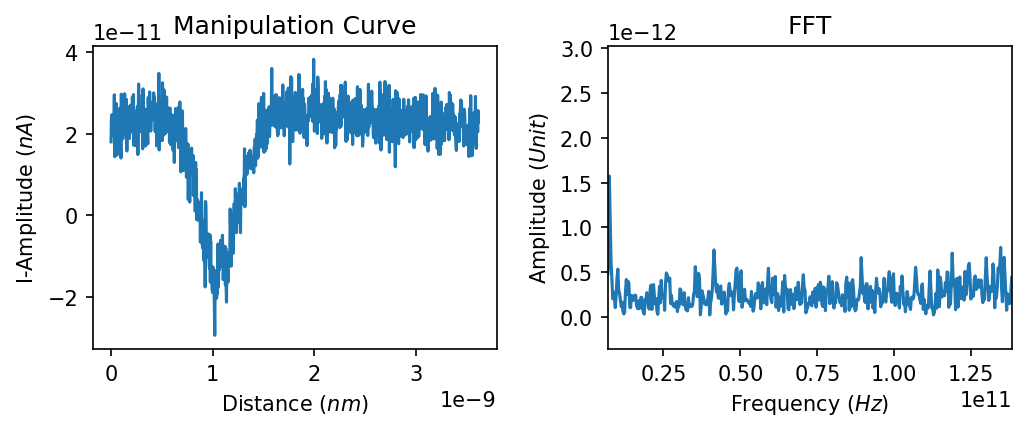 Manipulation Curve
1e−11
4
2
0
−2
I-Amplitude (nA)
0 1 2 3
Distance (nm)
1e−9
FFT
1e−12
3.0
2.5
2.0
1.5
1.0
0.5
0.0
Amplitude (Unit)
0.25 0.50 0.75 1.00 1.25
Frequency (Hz)
1e11